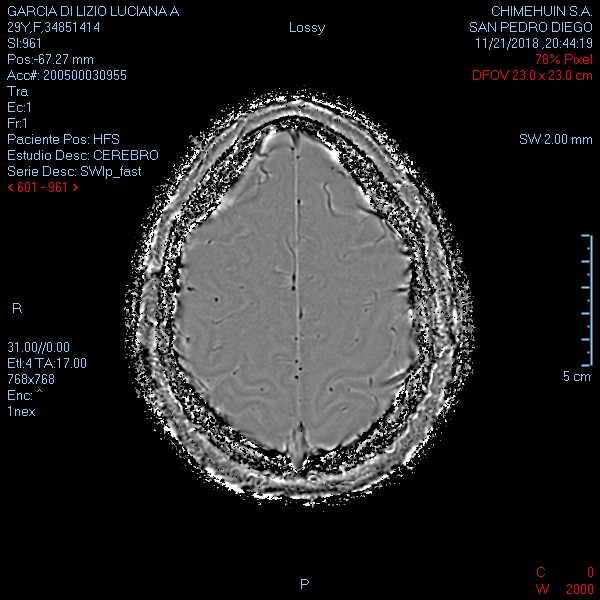 GARCIA DI LIZIO LUCIANA A
29Y,F,34851414
SI:961
Pos:-67.27 mm
Acc#: 200500030955
Tra
Ec:1
Fr:1
Paciente Pos: HFS
Estudio Desc: CEREBRO
Serie Desc: SWIp_fast
< 601 - 961 >
Lossy
CHIMEHUIN S.A.
SAN PEDRO DIEGO
11/21/2018 ,20:44:19
78% Pixel
DFOV 23.0 x 23.0 cm
SW 2.00 mm
R
31.00//0.00
Etl:4 TA:17.00
768x768
Enc: ^
1nex
5 cm
P
C 0
W 2000